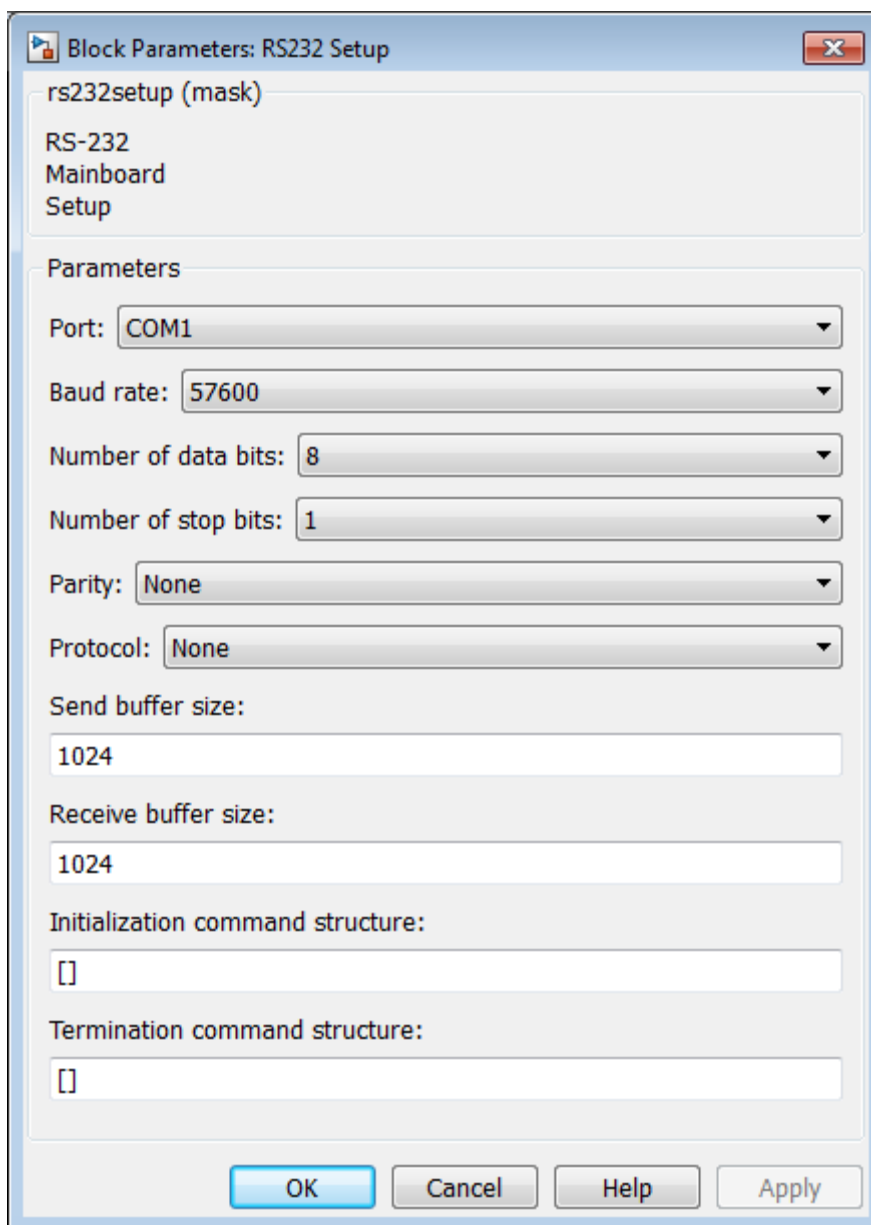 Block Parameters: RS232 Setup
rs232setup (mask)
RS-232
Mainboard
Setup
Parameters
Port: COM1
Baud rate: 57600
Number of data bits: 8
Number of stop bits: 1
Parity: None
Protocol: None
Send buffer size:
1024
Receive buffer size:
1024
Initialization command structure:
[]
Termination command structure:
[]
OK Cancel Help Apply